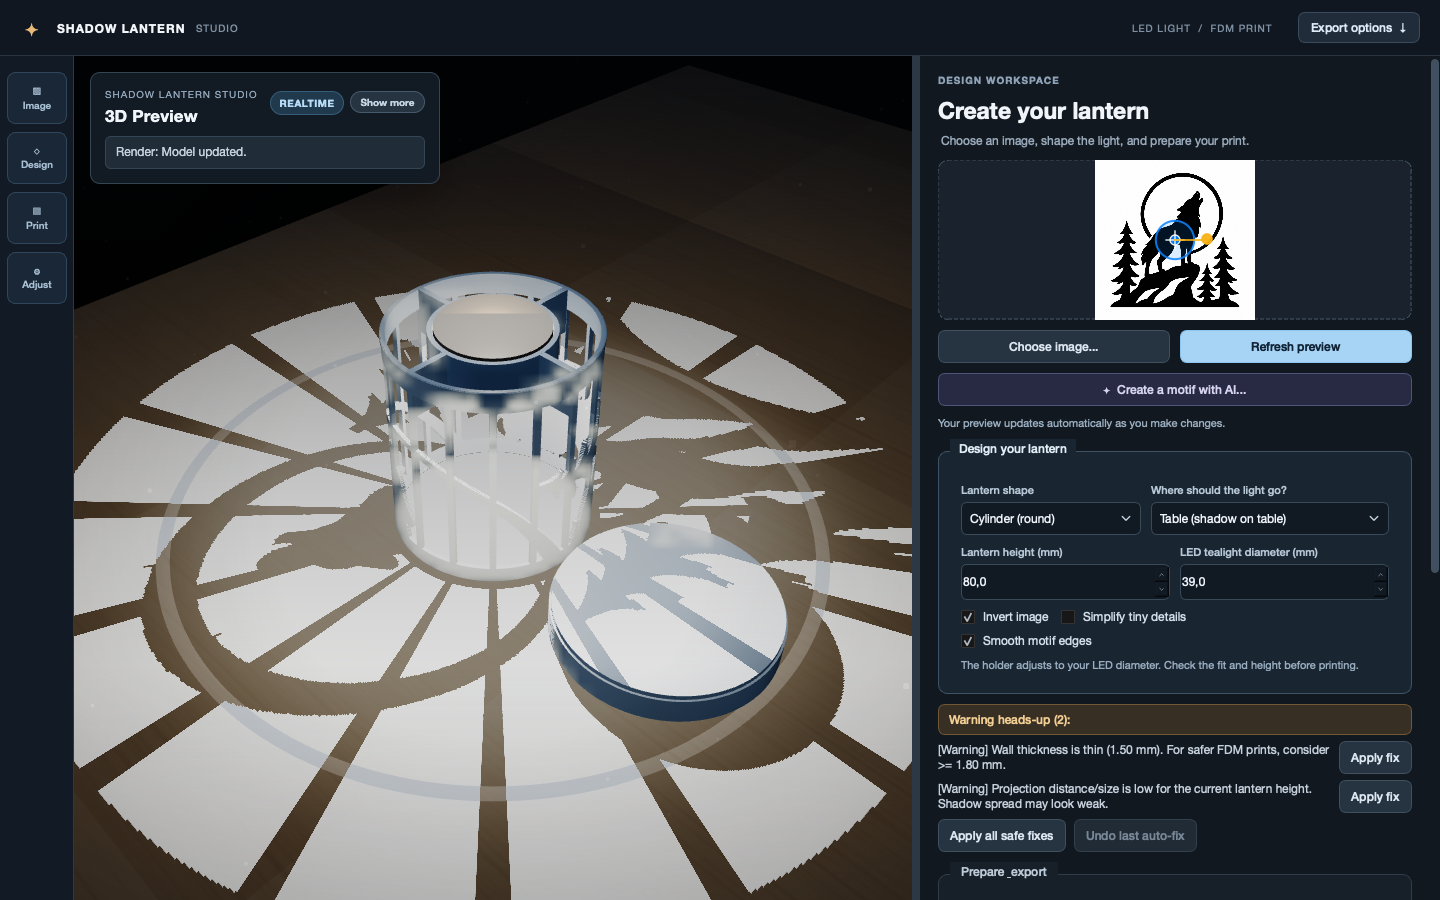 SHADOW LANTERN STUDIO
LED LIGHT / FDM PRINT
Export options ↓
Image
Design
Print
Adjust
SHADOW LANTERN STUDIO
3D Preview
REALTIME
Show more
Render: Model updated.
DESIGN WORKSPACE
Create your lantern
Choose an image, shape the light, and prepare your print.
Choose image...
Refresh preview
Create a motif with AI...
Your preview updates automatically as you make changes.
Design your lantern
Lantern shape
Where should the light go?
Cylinder (round)
Table (shadow on table)
Lantern height (mm)
LED tealight diameter (mm)
80,0
39,0
Invert image
Simplify tiny details
Smooth motif edges
The holder adjusts to your LED diameter. Check the fit and height before printing.
Warning heads-up (2):
[Warning] Wall thickness is thin (1.50 mm). For safer FDM prints, consider
>= 1.80 mm.
Apply fix
[Warning] Projection distance/size is low for the current lantern height.
Shadow spread may look weak.
Apply fix
Apply all safe fixes
Undo last auto-fix
Prepare _export